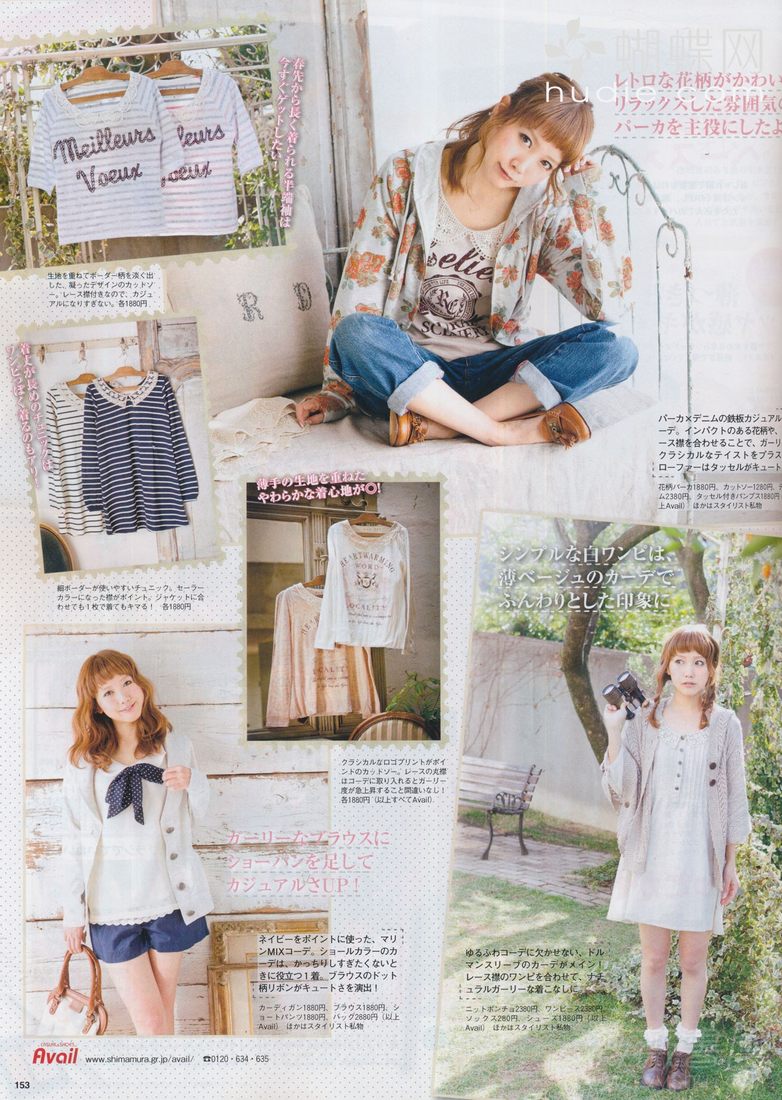 蝴蝶网
hudie.com
レトロな花柄がかわい
リラックスした雰囲気
パーカを主役にしたよ
春先から長く着られる半端袖は
今すぐゲットしたい！
Meilleurs
Voeux
lleurs
oeux
生地を重ねてボーダー柄を淡く出
した、凝ったデザインのカットソ
ー。レース襟付きなので、カジュ
アルになりすぎない。各1880円
R D
着丈が長めのチュニックは
ワンピっぽく着るのも◎！
細ボーダーが使いやすいチュニック。セーラー
カラーになった襟がポイント。ジャケットに合
わせても1枚で着てもキマる！ 各1880円
パーカ×デニムの鉄板カジュアル
ーデ。インパクトのある花柄や、
ース襟を合わせることで、ガーリ
クラシカルなテイストをプラス
ローファーはタッセルがキュート
花柄パーカ1880円、カットソー1280円、デ
ム2380円、タッセル付きパンプス1880円
上Avail) ほかはスタイリスト私物
薄手の生地を重ねた
やわらかな着心地が◎！
HEARTWARMING
WORD
LOCALITY
クラシカルなロゴプリントがポイ
ントのカットソー。レースの丸襟
はコーデに取り入れるとガーリー
度が急上昇すること間違いなし！
各1880円（以上すべてAvail）
シンプルな白ワンピは、
薄ベージュのカーデで
ふんわりとした印象に
ガーリーなブラウスに
ショーパンを足して
カジュアルさUP！
ネイビーをポイントに使った、マリ
ンMIXコーデ。ショールカラーのカ
ーデは、かっちりしすぎたくないと
きに役立つ1着。ブラウスのドット
柄リボンがキュートさを演出！
カーディガン1880円、ブラウス1880円、シ
ョートパンツ1880円、バッグ2880円（以上
Avail） ほかはスタイリスト私物
ゆるふわコーデに欠かせない、ドル
マンスリーブのカーデがメイン！
レース襟のワンピを合わせて、ナチ
ュラルガーリーな着こなしに。
ニットポンチョ2380円、ワンピース2380円、
ソックス280円、シューズ1880円（以上
Avail） ほかはスタイリスト私物
Avail www.shimamura.gr.jp/avail/ ☎0120・634・635
153